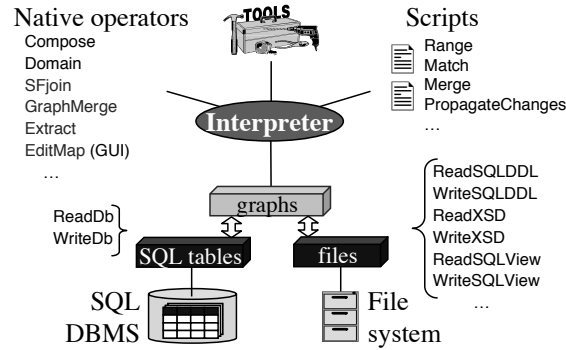 Native operators
Compose
Domain
SFjoin
GraphMerge
Extract
EditMap (GUI)
…
TOOLS
Scripts
Range
Match
Merge
PropagateChanges
…
Interpreter
graphs
ReadDb
WriteDb
SQL tables
files
ReadSQLDDL
WriteSQLDDL
ReadXSD
WriteXSD
ReadSQLView
WriteSQLView
…
SQL
DBMS
File
system